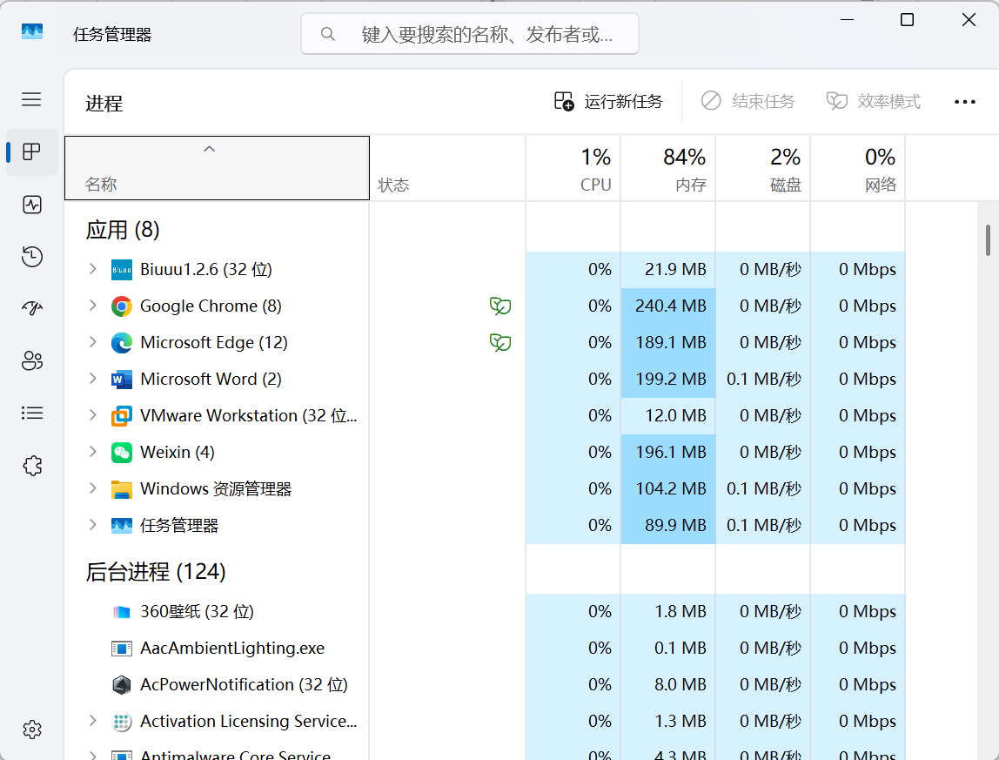 任务管理器
键入要搜索的名称、发布者或...
进程
运行新任务
结束任务
效率模式
名称
状态
1% CPU
84% 内存
2% 磁盘
0% 网络
应用 (8)
Biuuu1.2.6 (32 位) 0% 21.9 MB 0 MB/秒 0 Mbps
Google Chrome (8) 0% 240.4 MB 0 MB/秒 0 Mbps
Microsoft Edge (12) 0% 189.1 MB 0 MB/秒 0 Mbps
Microsoft Word (2) 0% 199.2 MB 0.1 MB/秒 0 Mbps
VMware Workstation (32 位... 0% 12.0 MB 0 MB/秒 0 Mbps
Weixin (4) 0% 196.1 MB 0 MB/秒 0 Mbps
Windows 资源管理器 0% 104.2 MB 0.1 MB/秒 0 Mbps
任务管理器 0% 89.9 MB 0.1 MB/秒 0 Mbps
后台进程 (124)
360壁纸 (32 位) 0% 1.8 MB 0 MB/秒 0 Mbps
AacAmbientLighting.exe 0% 0.1 MB 0 MB/秒 0 Mbps
AcPowerNotification (32 位) 0% 8.0 MB 0 MB/秒 0 Mbps
Activation Licensing Service... 0% 1.3 MB 0 MB/秒 0 Mbps
Antimalware Core Service 0% 4.3 MB 0 MB/秒 0 Mbps